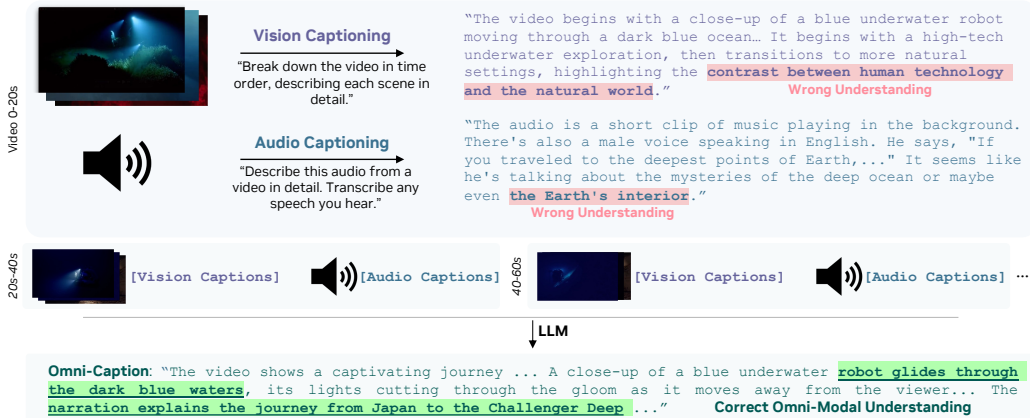 Video 0-20s
Vision Captioning
“Break down the video in time
order, describing each scene in
detail.”
“The video begins with a close-up of a blue underwater robot
moving through a dark blue ocean… It begins with a high-tech
underwater exploration, then transitions to more natural
settings, highlighting the contrast between human technology
and the natural world.”
Wrong Understanding
Audio Captioning
“Describe this audio from a
video in detail. Transcribe any
speech you hear.”
“The audio is a short clip of music playing in the background.
There's also a male voice speaking in English. He says, "If
you traveled to the deepest points of Earth,..." It seems like
he's talking about the mysteries of the deep ocean or maybe
even the Earth's interior.”
Wrong Understanding
20s-40s
[Vision Captions]
[Audio Captions]
40-60s
[Vision Captions]
[Audio Captions]
...
LLM
Omni-Caption: “The video shows a captivating journey ... A close-up of a blue underwater robot glides through
the dark blue waters, its lights cutting through the gloom as it moves away from the viewer... The
narration explains the journey from Japan to the Challenger Deep ...”
Correct Omni-Modal Understanding